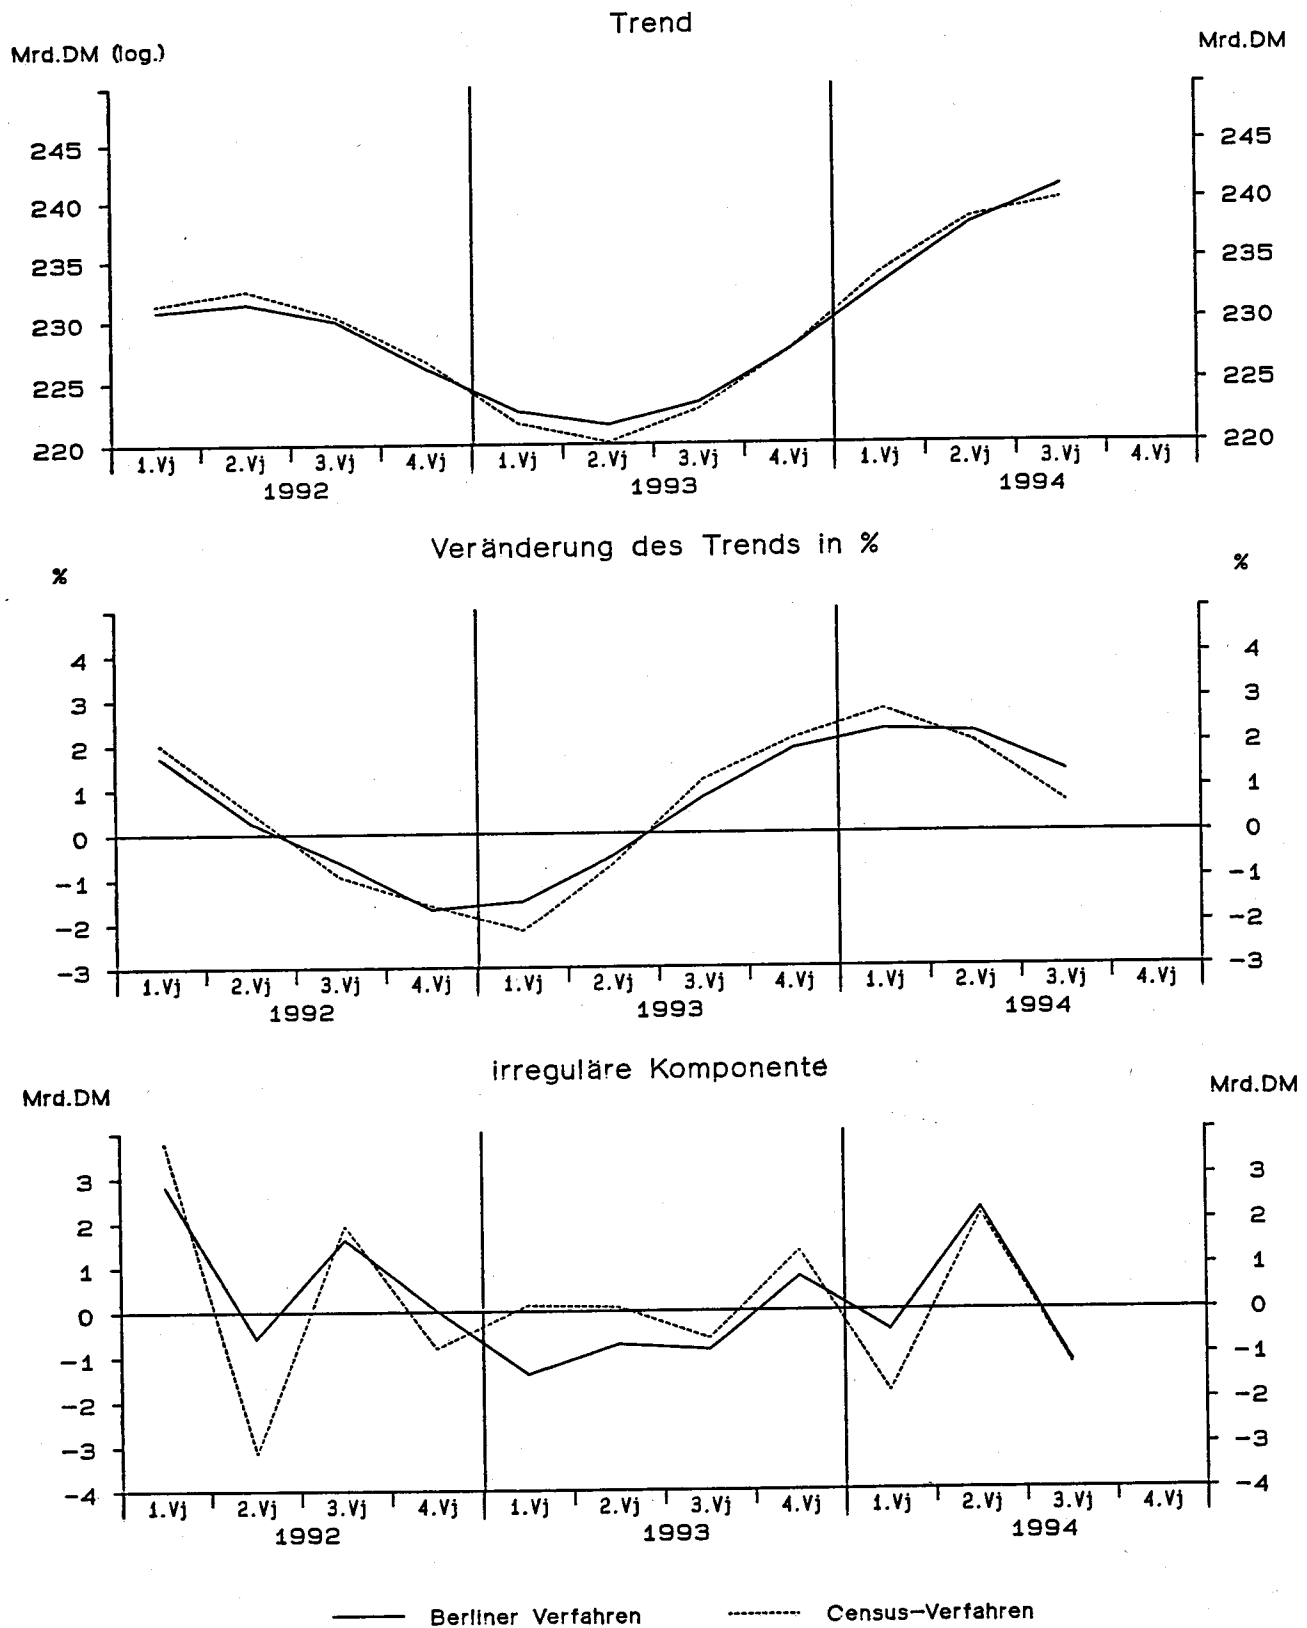 Trend
Mrd.DM (log.) Mrd.DM
245 245
240 240
235 235
230 230
225 225
220 220
1.Vj 2.Vj 3.Vj 4.Vj 1.Vj 2.Vj 3.Vj 4.Vj 1.Vj 2.Vj 3.Vj 4.Vj
1992 1993 1994
Veränderung des Trends in %
% %
4 4
3 3
2 2
1 1
0 0
-1 -1
-2 -2
-3 -3
1.Vj 2.Vj 3.Vj 4.Vj 1.Vj 2.Vj 3.Vj 4.Vj 1.Vj 2.Vj 3.Vj 4.Vj
1992 1993 1994
irreguläre Komponente
Mrd.DM Mrd.DM
3 3
2 2
1 1
0 0
-1 -1
-2 -2
-3 -3
-4 -4
1.Vj 2.Vj 3.Vj 4.Vj 1.Vj 2.Vj 3.Vj 4.Vj 1.Vj 2.Vj 3.Vj 4.Vj
1992 1993 1994
Berliner Verfahren Census-Verfahren